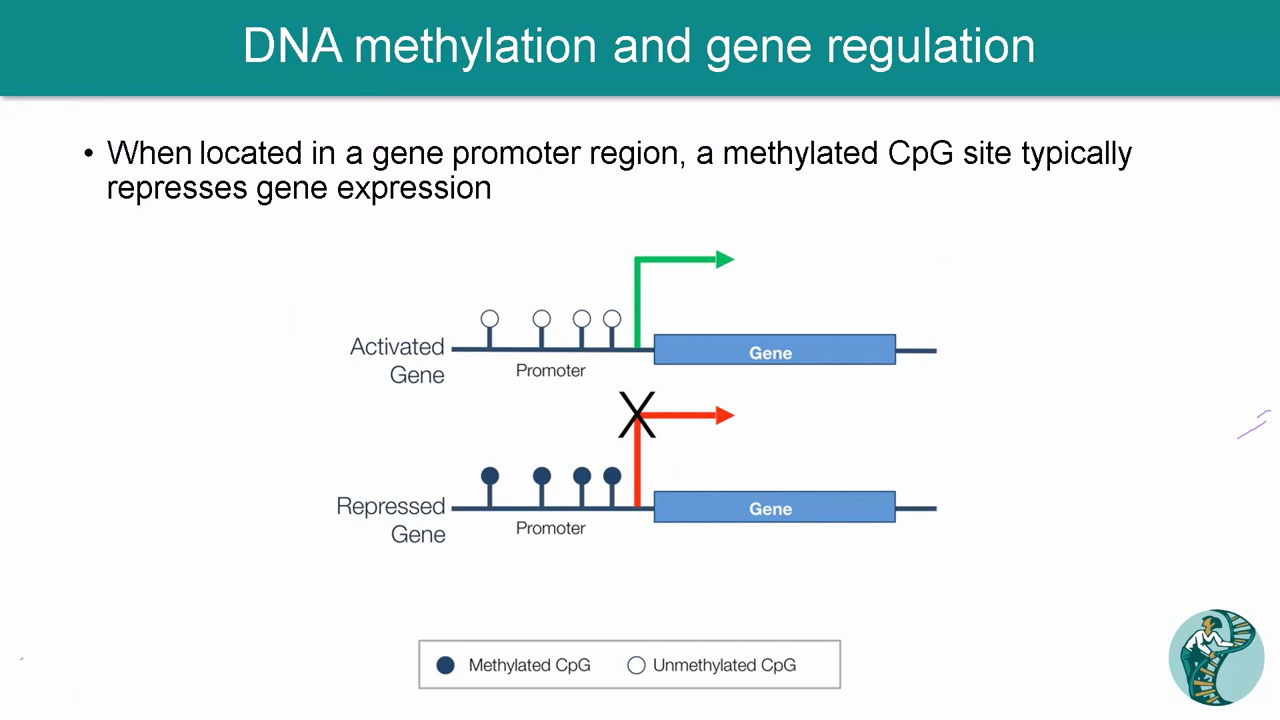 DNA methylation and gene regulation
• When located in a gene promoter region, a methylated CpG site typically
represses gene expression
Activated
Gene
Promoter
Gene
X
Repressed
Gene
Promoter
Gene
Methylated CpG
Unmethylated CpG